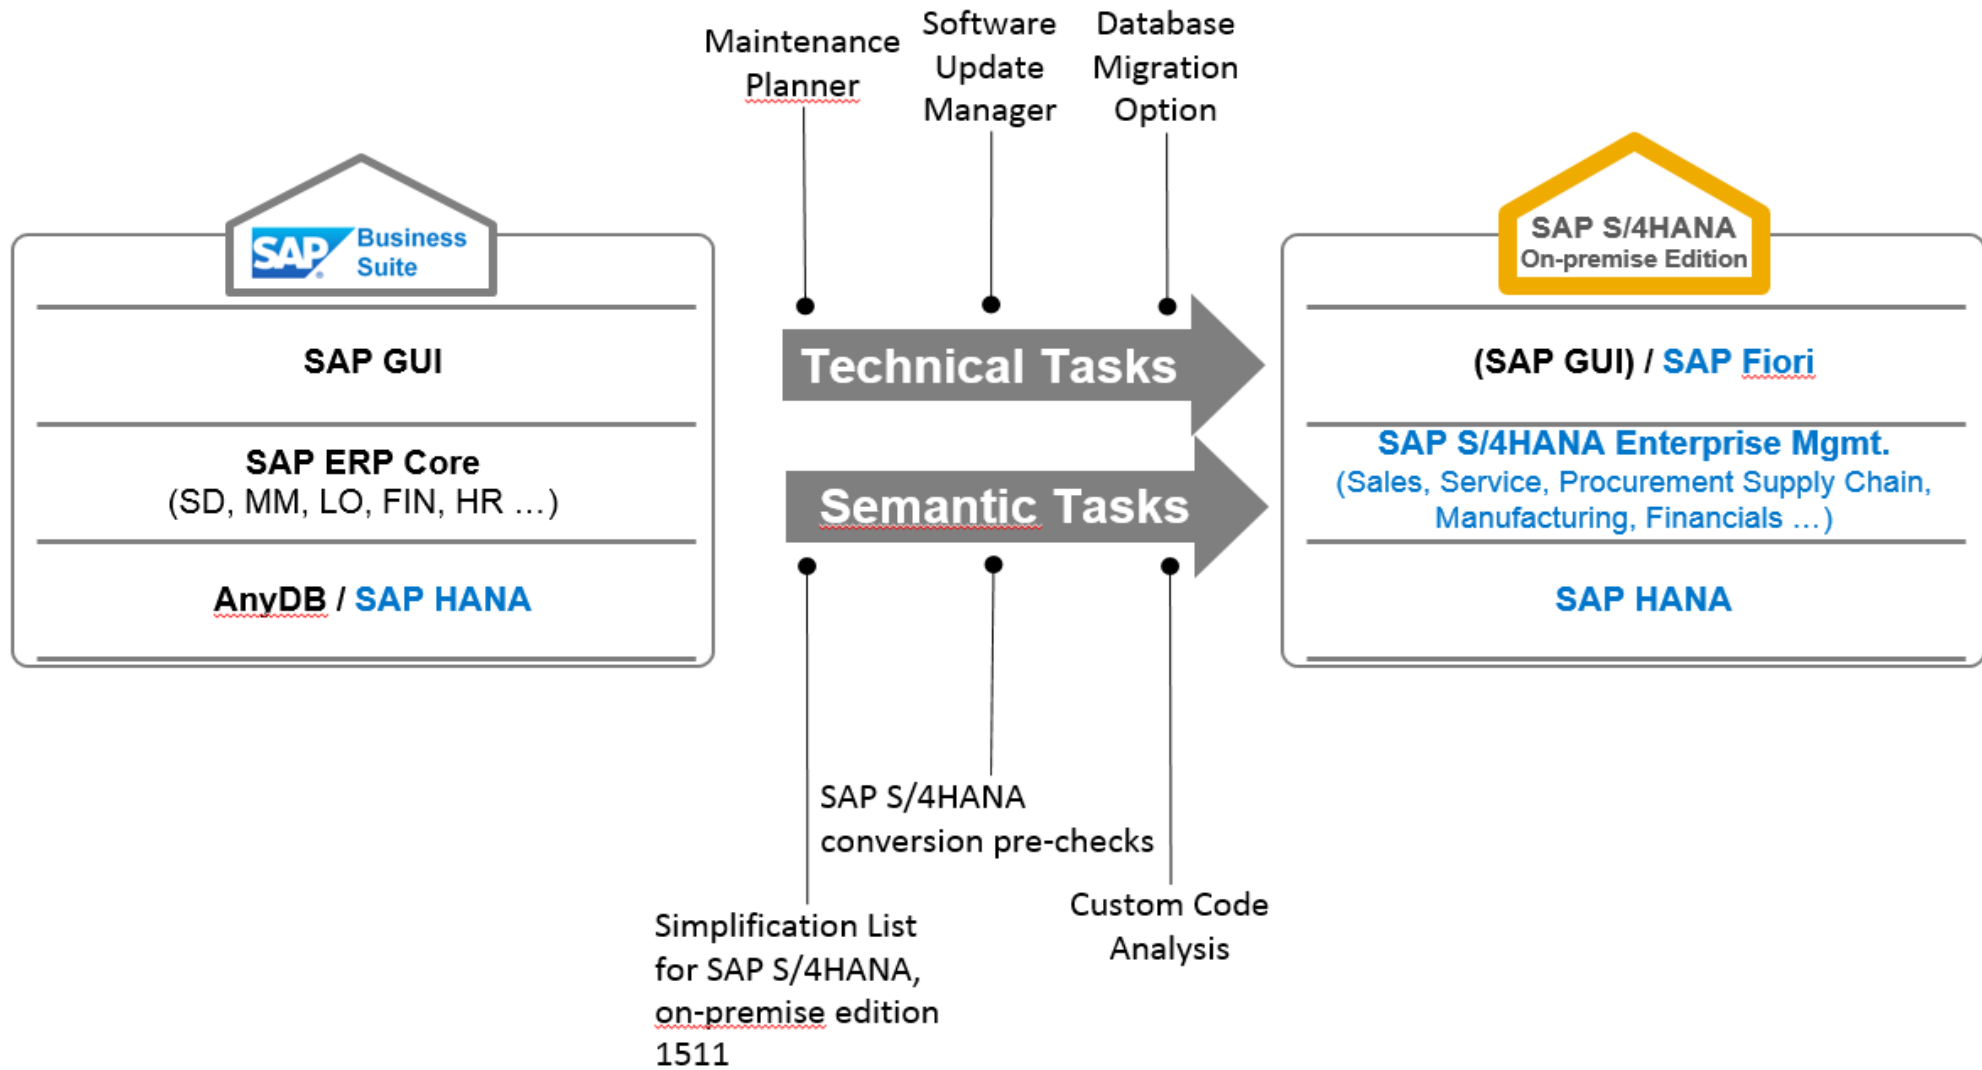 Maintenance
Planner
Software
Update
Manager
Database
Migration
Option
SAP
Business
Suite
SAP GUI
SAP ERP Core
(SD, MM, LO, FIN, HR ...)
AnyDB / SAP HANA
Technical Tasks
Semantic Tasks
SAP S/4HANA
On-premise Edition
(SAP GUI) / SAP Fiori
SAP S/4HANA Enterprise Mgmt.
(Sales, Service, Procurement Supply Chain,
Manufacturing, Financials ...)
SAP HANA
SAP S/4HANA
conversion pre-checks
Simplification List
for SAP S/4HANA,
on-premise edition
1511
Custom Code
Analysis